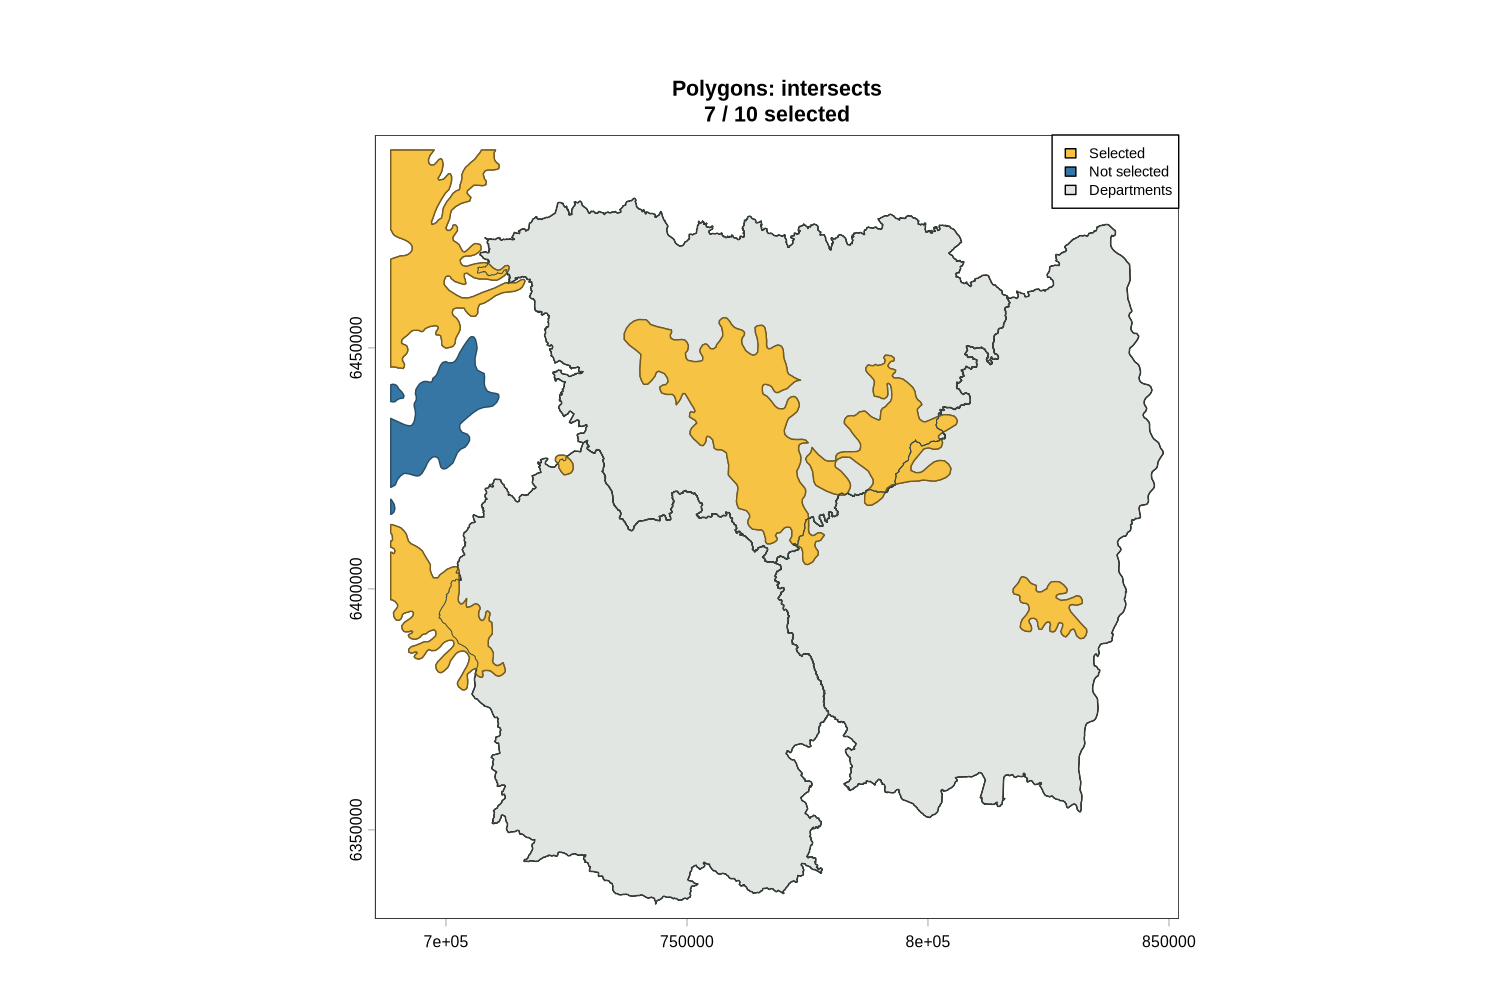 Polygons: intersects
7 / 10 selected
Selected
Not selected
Departments
6450000
6400000
6350000
7e+05
750000
8e+05
850000